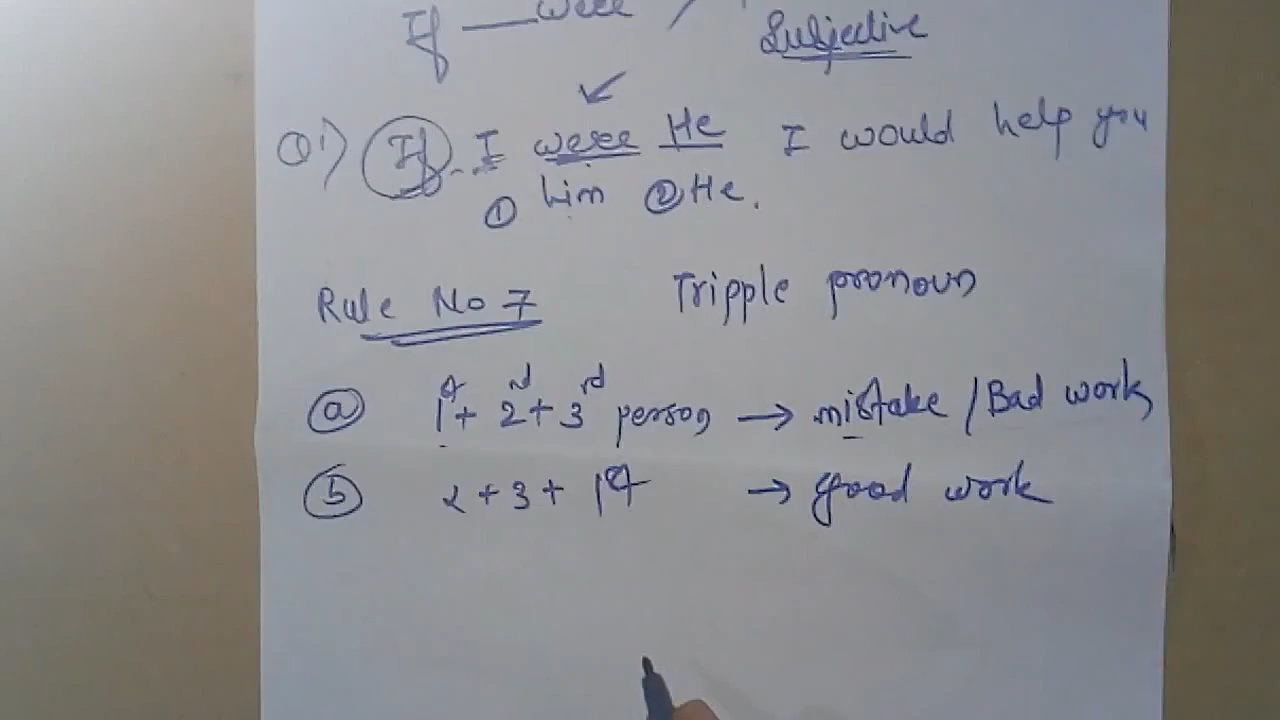 If — were /
Subjective
Q1) If I were He I would help you
① him ② He.
Rule No 7 Tripple pronoun
ⓐ 1st + 2nd + 3rd person → mistake / Bad work
ⓑ 2 + 3 + 1st → good work